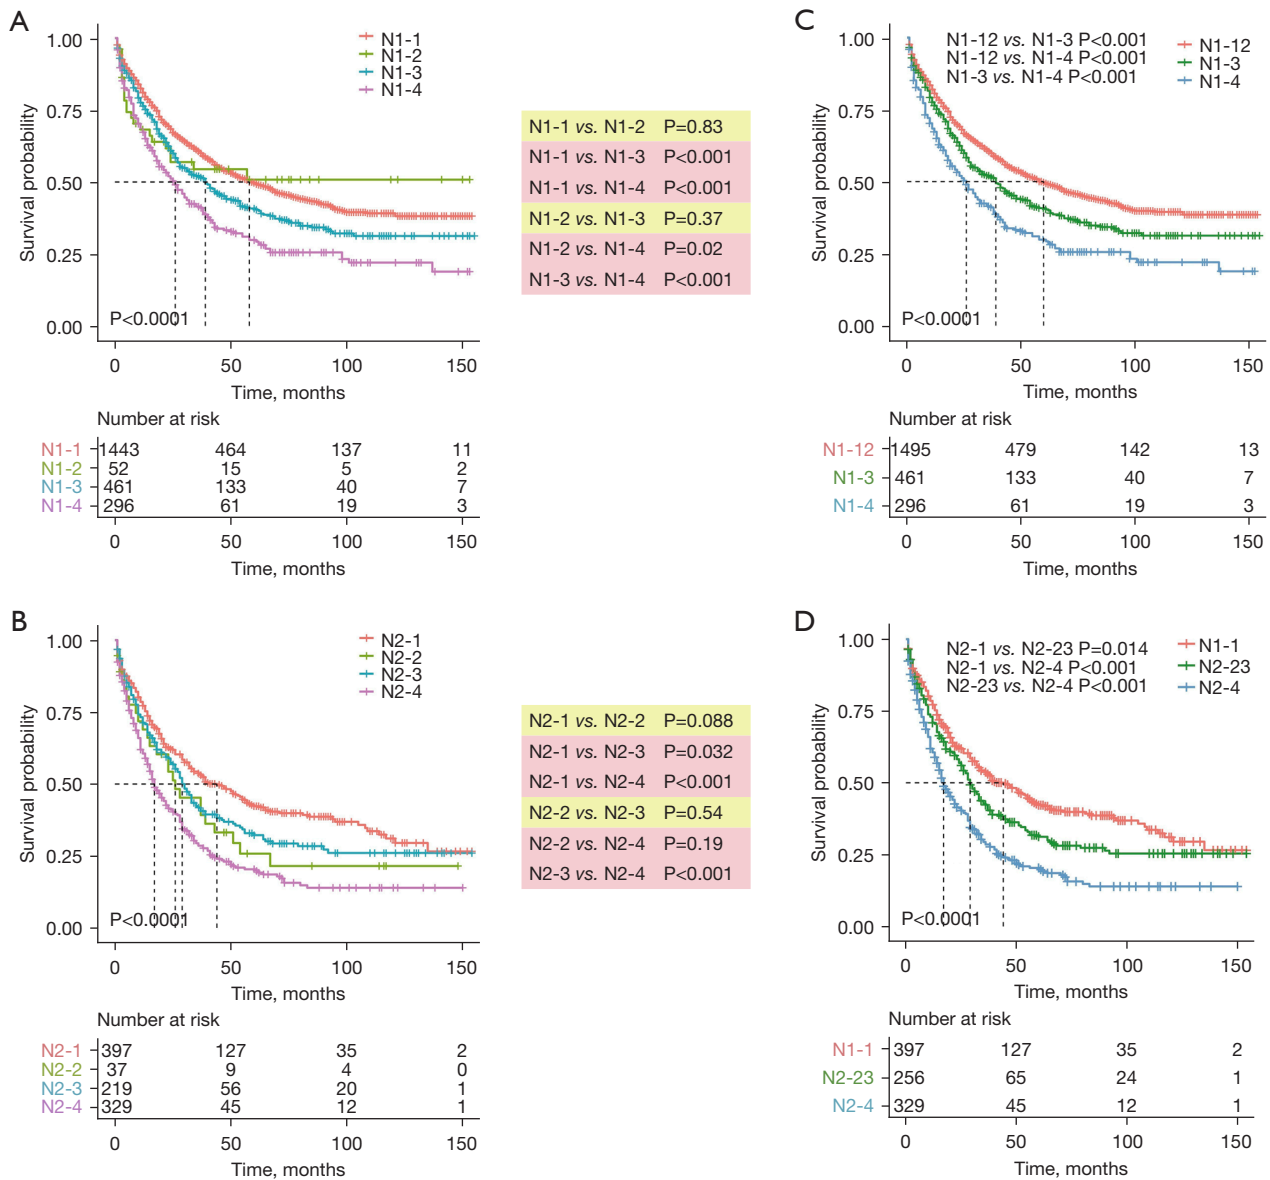 A
1.00
0.75
0.50
0.25
0.00
Survival probability
N1-1
N1-2
N1-3
N1-4
P<0.0001
0 50 100 150
Time, months
N1-1 vs. N1-2 P=0.83
N1-1 vs. N1-3 P<0.001
N1-1 vs. N1-4 P<0.001
N1-2 vs. N1-3 P=0.37
N1-2 vs. N1-4 P=0.02
N1-3 vs. N1-4 P<0.001
Number at risk
N1-1 1443 464 137 11
N1-2 52 15 5 2
N1-3 461 133 40 7
N1-4 296 61 19 3
0 50 100 150
Time, months
C
1.00
0.75
0.50
0.25
0.00
Survival probability
N1-12 vs. N1-3 P<0.001
N1-12 vs. N1-4 P<0.001
N1-3 vs. N1-4 P<0.001
N1-12
N1-3
N1-4
P<0.0001
0 50 100 150
Time, months
Number at risk
N1-12 1495 479 142 13
N1-3 461 133 40 7
N1-4 296 61 19 3
0 50 100 150
Time, months
B
1.00
0.75
0.50
0.25
0.00
Survival probability
N2-1
N2-2
N2-3
N2-4
P<0.0001
0 50 100 150
Time, months
N2-1 vs. N2-2 P=0.088
N2-1 vs. N2-3 P=0.032
N2-1 vs. N2-4 P<0.001
N2-2 vs. N2-3 P=0.54
N2-2 vs. N2-4 P=0.19
N2-3 vs. N2-4 P<0.001
Number at risk
N2-1 397 127 35 2
N2-2 37 9 4 0
N2-3 219 56 20 1
N2-4 329 45 12 1
0 50 100 150
Time, months
D
1.00
0.75
0.50
0.25
0.00
Survival probability
N2-1 vs. N2-23 P=0.014
N2-1 vs. N2-4 P<0.001
N2-23 vs. N2-4 P<0.001
N1-1
N2-23
N2-4
P<0.0001
0 50 100 150
Time, months
Number at risk
N1-1 397 127 35 2
N2-23 256 65 24 1
N2-4 329 45 12 1
0 50 100 150
Time, months